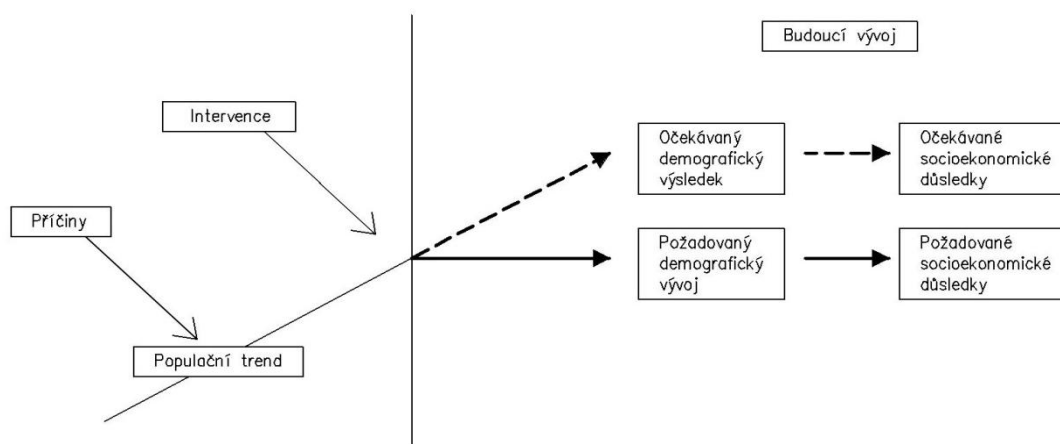 Budoucí vývoj
Intervence
Očekávaný
demografický
výsledek
Očekávané
socioekonomické
důsledky
Příčiny
Požadovaný
demografický
vývoj
Požadované
socioekonomické
důsledky
Populační trend